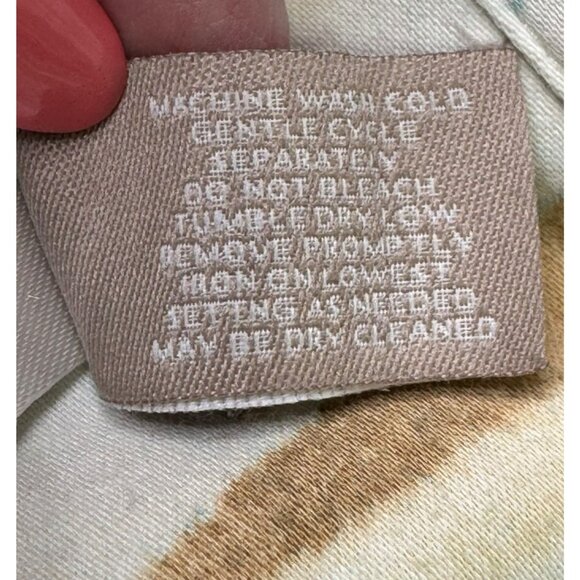 MACHINE WASH COLD
GENTLE CYCLE
SEPARATELY
DO NOT BLEACH
TUMBLE DRY LOW
REMOVE PROMPTLY
IRON ON LOWEST
SETTING AS NEEDED
MAY BE DRY CLEANED